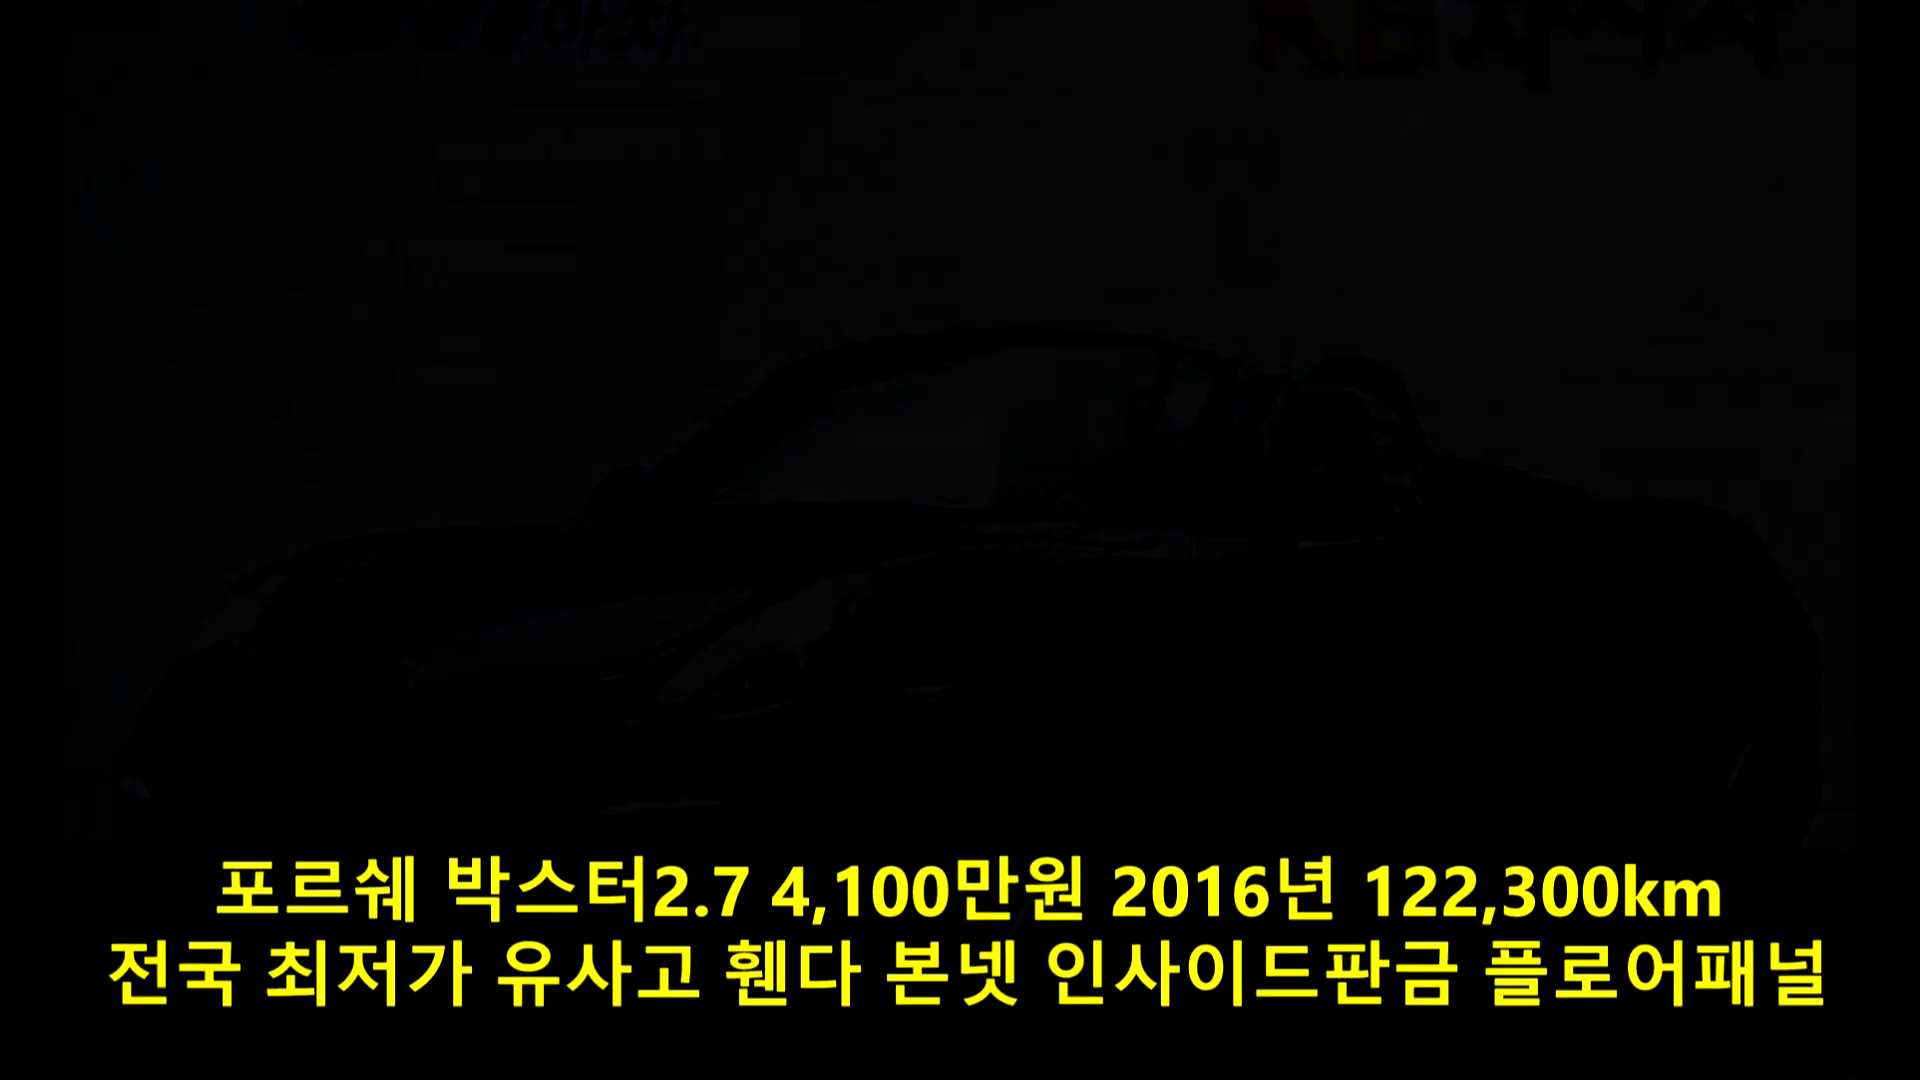 포르쉐 박스터2.7 4,100만원 2016년 122,300km
전국 최저가 유사고 휀다 본넷 인사이드판금 플로어패널